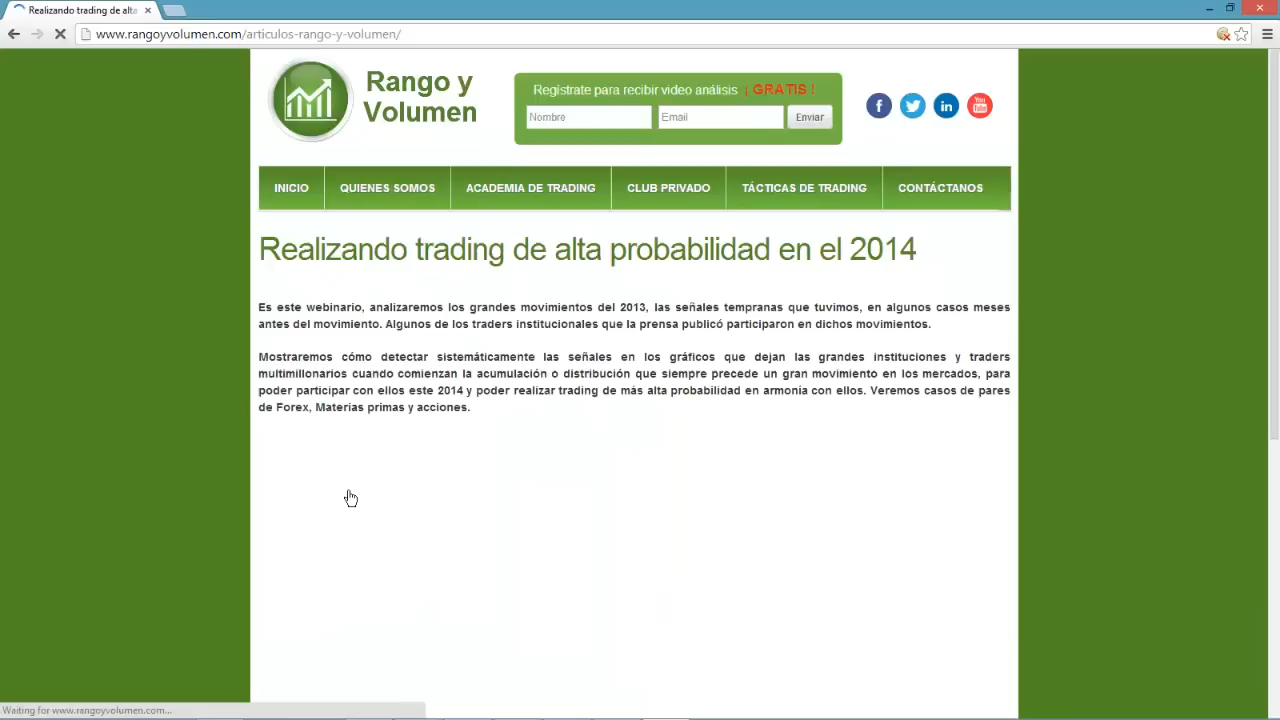 Realizando trading de alta
www.rangoyvolumen.com/articulos-rango-y-volumen/
Rango y
Volumen
Regístrate para recibir video análisis ¡ GRATIS !
Nombre
Email
Enviar
f
in
You
Tube
INICIO
QUIENES SOMOS
ACADEMIA DE TRADING
CLUB PRIVADO
TÁCTICAS DE TRADING
CONTÁCTANOS
Realizando trading de alta probabilidad en el 2014
Es este webinario, analizaremos los grandes movimientos del 2013, las señales tempranas que tuvimos, en algunos casos meses
antes del movimiento. Algunos de los traders institucionales que la prensa publicó participaron en dichos movimientos.
Mostraremos cómo detectar sistemáticamente las señales en los gráficos que dejan las grandes instituciones y traders
multimillonarios cuando comienzan la acumulación o distribución que siempre precede un gran movimiento en los mercados, para
poder participar con ellos este 2014 y poder realizar trading de más alta probabilidad en armonía con ellos. Veremos casos de pares
de Forex, Materias primas y acciones.
Waiting for www.rangoyvolumen.com...